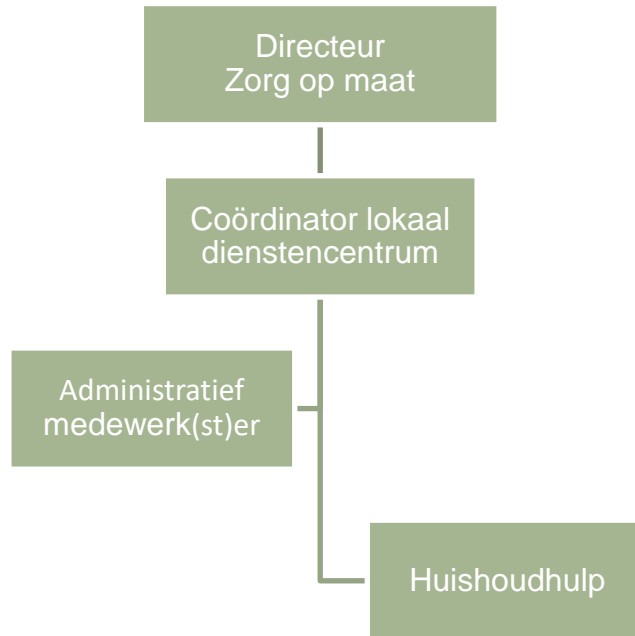 Directeur
Zorg op maat
Coördinator lokaal
dienstencentrum
Administratief
medewerk(st)er
Huishoudhulp